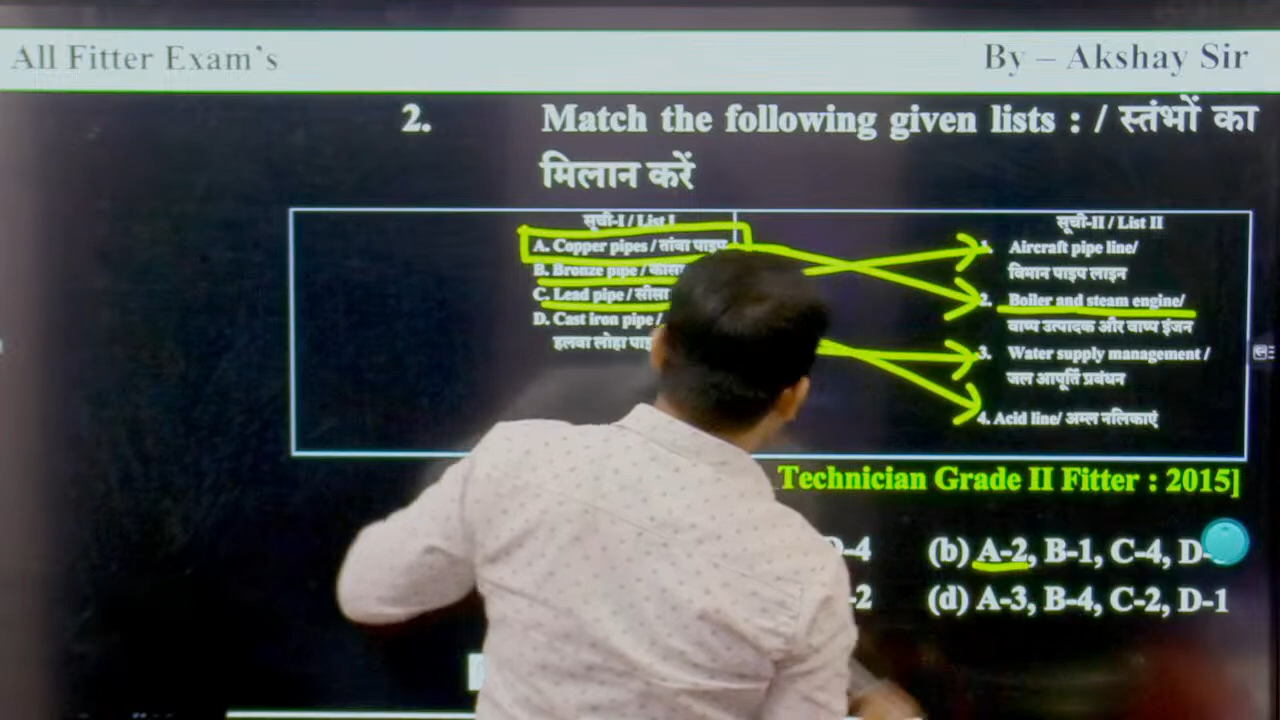 All Fitter Exam's
By – Akshay Sir
2. Match the following given lists : / स्तंभों का
मिलान करें
सूची-I / List I
सूची-II / List II
A. Copper pipes / तांबा पाइप
B. Bronze pipe /
C. Lead pipe / सीसा
D. Cast iron pipe /
ढलवा लोहा
1. Aircraft pipe line/
विमान पाइप लाइन
2. Boiler and steam engine/
वाष्प उत्पादक और वाष्प इंजन
3. Water supply management /
जल आपूर्ति प्रबंधन
4. Acid line/ अम्ल नलिकाएं
Technician Grade II Fitter : 2015]
-4
(b) A-2, B-1, C-4, D-
-2
(d) A-3, B-4, C-2, D-1